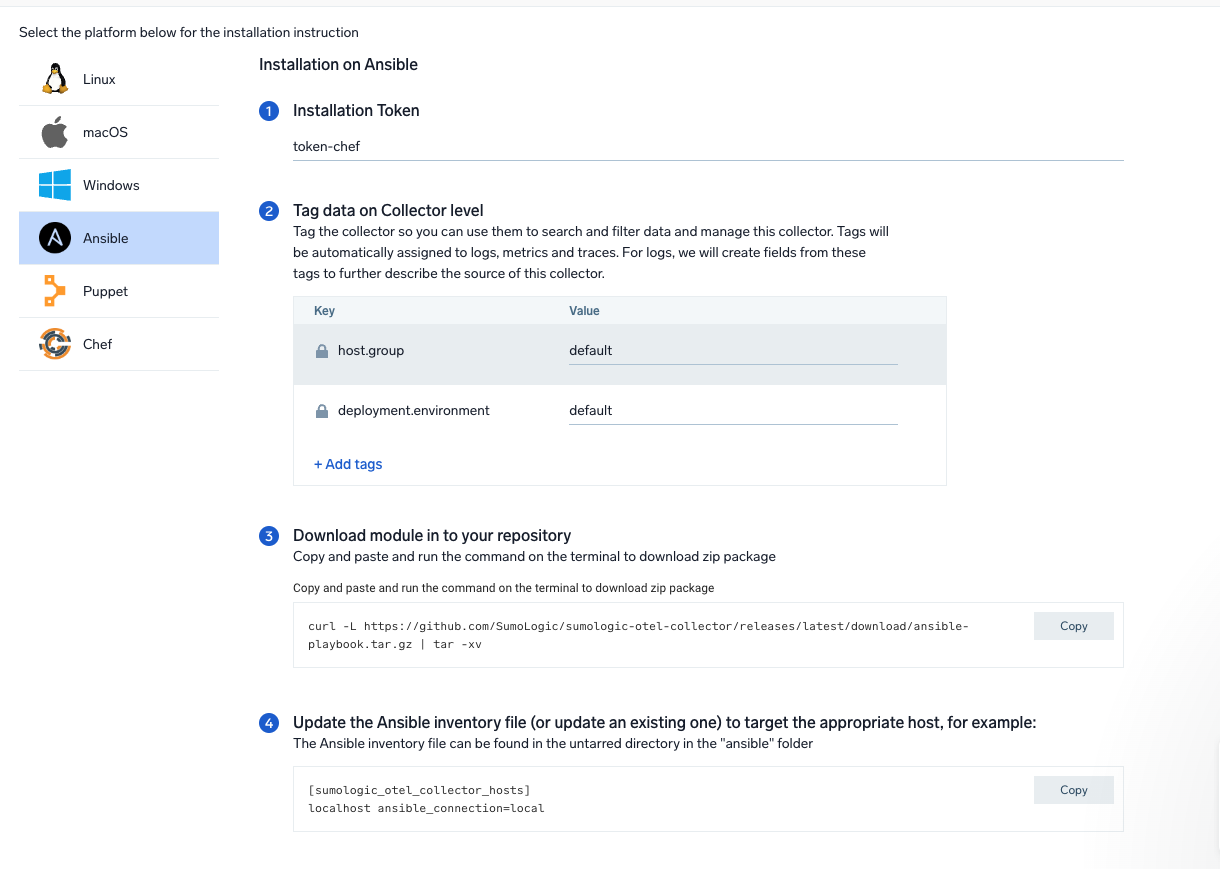 Select the platform below for the installation instruction
Linux
macOS
Windows
Ansible
Puppet
Chef
Installation on Ansible
1 Installation Token
token-chef
2 Tag data on Collector level
Tag the collector so you can use them to search and filter data and manage this collector. Tags will
be automatically assigned to logs, metrics and traces. For logs, we will create fields from these
tags to further describe the source of this collector.
Key Value
host.group default
deployment.environment default
+ Add tags
3 Download module in to your repository
Copy and paste and run the command on the terminal to download zip package
Copy and paste and run the command on the terminal to download zip package
curl -L https://github.com/SumoLogic/sumologic-otel-collector/releases/latest/download/ansible-
playbook.tar.gz | tar -xv
Copy
4 Update the Ansible inventory file (or update an existing one) to target the appropriate host, for example:
The Ansible inventory file can be found in the untarred directory in the "ansible" folder
[sumologic_otel_collector_hosts]
localhost ansible_connection=local
Copy